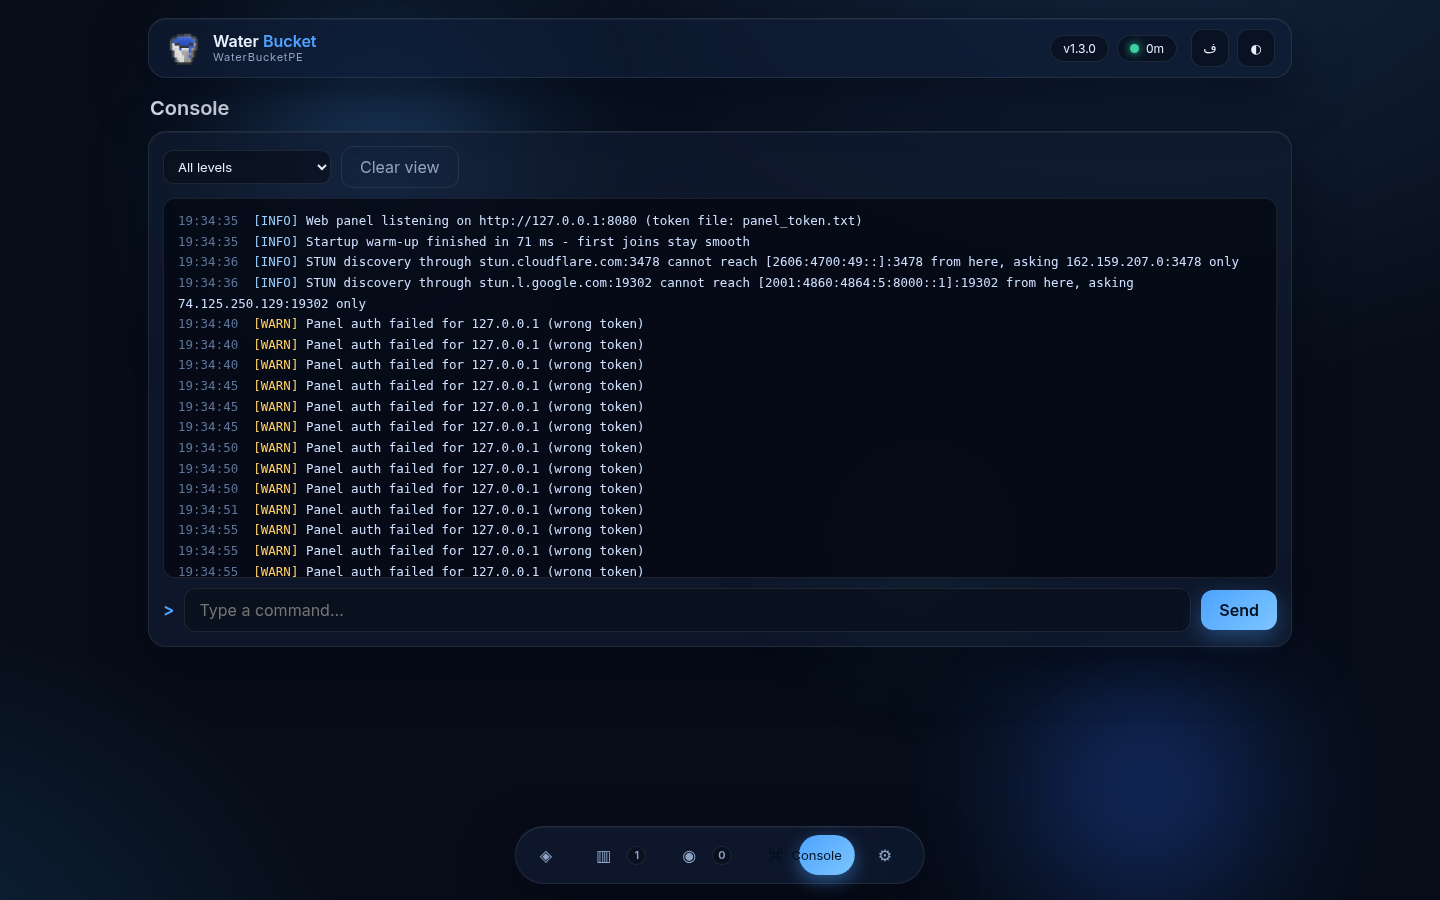 Water Bucket
WaterBucketPE
v1.3.0
0m
ف
Console
All levels
Clear view
19:34:35 [INFO] Web panel listening on http://127.0.0.1:8080 (token file: panel_token.txt)
19:34:35 [INFO] Startup warm-up finished in 71 ms - first joins stay smooth
19:34:36 [INFO] STUN discovery through stun.cloudflare.com:3478 cannot reach [2606:4700:49::]:3478 from here, asking 162.159.207.0:3478 only
19:34:36 [INFO] STUN discovery through stun.l.google.com:19302 cannot reach [2001:4860:4864:5:8000::1]:19302 from here, asking
74.125.250.129:19302 only
19:34:40 [WARN] Panel auth failed for 127.0.0.1 (wrong token)
19:34:40 [WARN] Panel auth failed for 127.0.0.1 (wrong token)
19:34:40 [WARN] Panel auth failed for 127.0.0.1 (wrong token)
19:34:45 [WARN] Panel auth failed for 127.0.0.1 (wrong token)
19:34:45 [WARN] Panel auth failed for 127.0.0.1 (wrong token)
19:34:45 [WARN] Panel auth failed for 127.0.0.1 (wrong token)
19:34:50 [WARN] Panel auth failed for 127.0.0.1 (wrong token)
19:34:50 [WARN] Panel auth failed for 127.0.0.1 (wrong token)
19:34:50 [WARN] Panel auth failed for 127.0.0.1 (wrong token)
19:34:51 [WARN] Panel auth failed for 127.0.0.1 (wrong token)
19:34:55 [WARN] Panel auth failed for 127.0.0.1 (wrong token)
19:34:55 [WARN] Panel auth failed for 127.0.0.1 (wrong token)
19:34:55 [WARN] Panel auth failed for 127.0.0.1 (wrong token)
> Type a command...
Send
1
0
⌘ Console